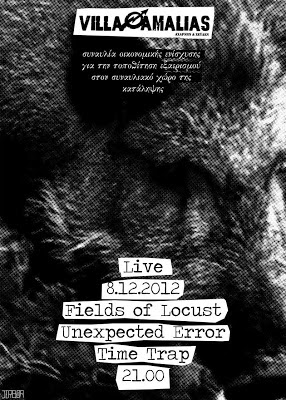 VILLA AMALIAS
συναυλία οικονομικής ενίσχυσης
για την τοποθέτηση εξαερισμού
στον συναυλιακό χώρο της
κατάληψης
Live
8.12.2012
Fields of Locust
Unexpected Error
Time Trap
21.00